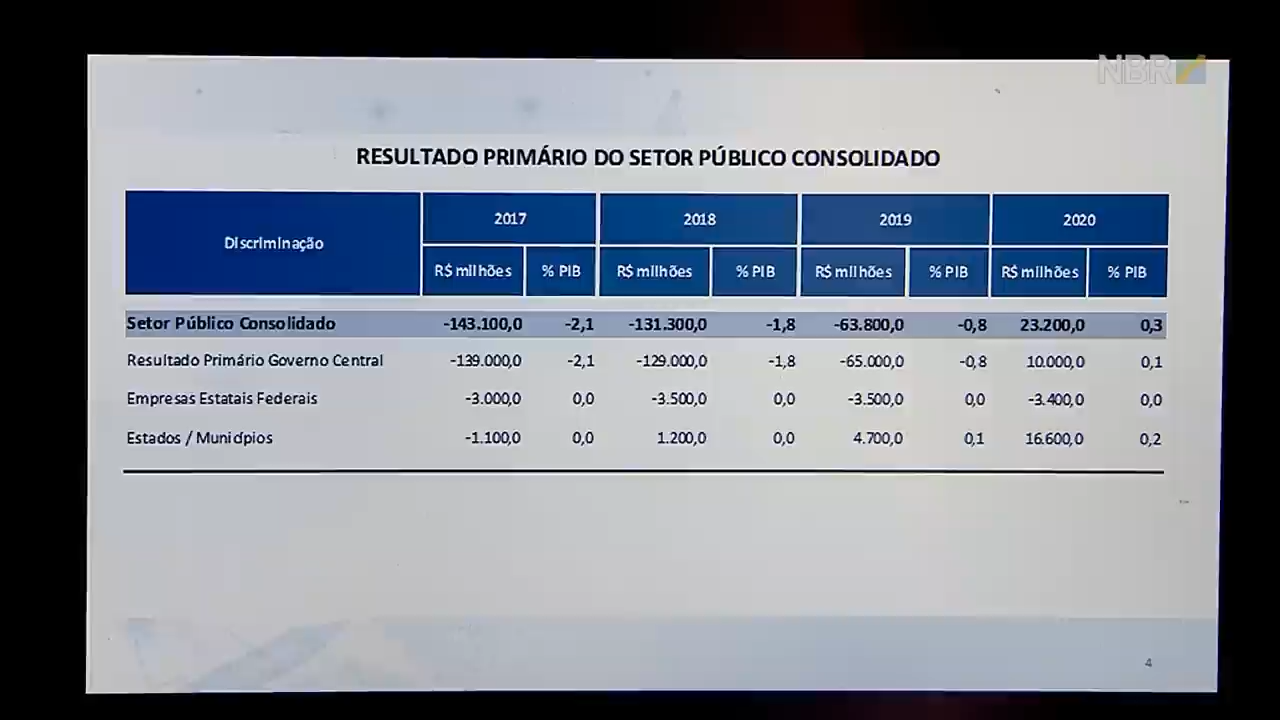 NBR
RESULTADO PRIMÁRIO DO SETOR PÚBLICO CONSOLIDADO
Discriminação 2017 2018 2019 2020
R$ milhões % PIB R$ milhões % PIB R$ milhões % PIB R$ milhões % PIB
Setor Público Consolidado -143.100,0 -2,1 -131.300,0 -1,8 -63.800,0 -0,8 23.200,0 0,3
Resultado Primário Governo Central -139.000,0 -2,1 -129.000,0 -1,8 -65.000,0 -0,8 10.000,0 0,1
Empresas Estatais Federais -3.000,0 0,0 -3.500,0 0,0 -3.500,0 0,0 -3.400,0 0,0
Estados / Municípios -1.100,0 0,0 1.200,0 0,0 4.700,0 0,1 16.600,0 0,2
4